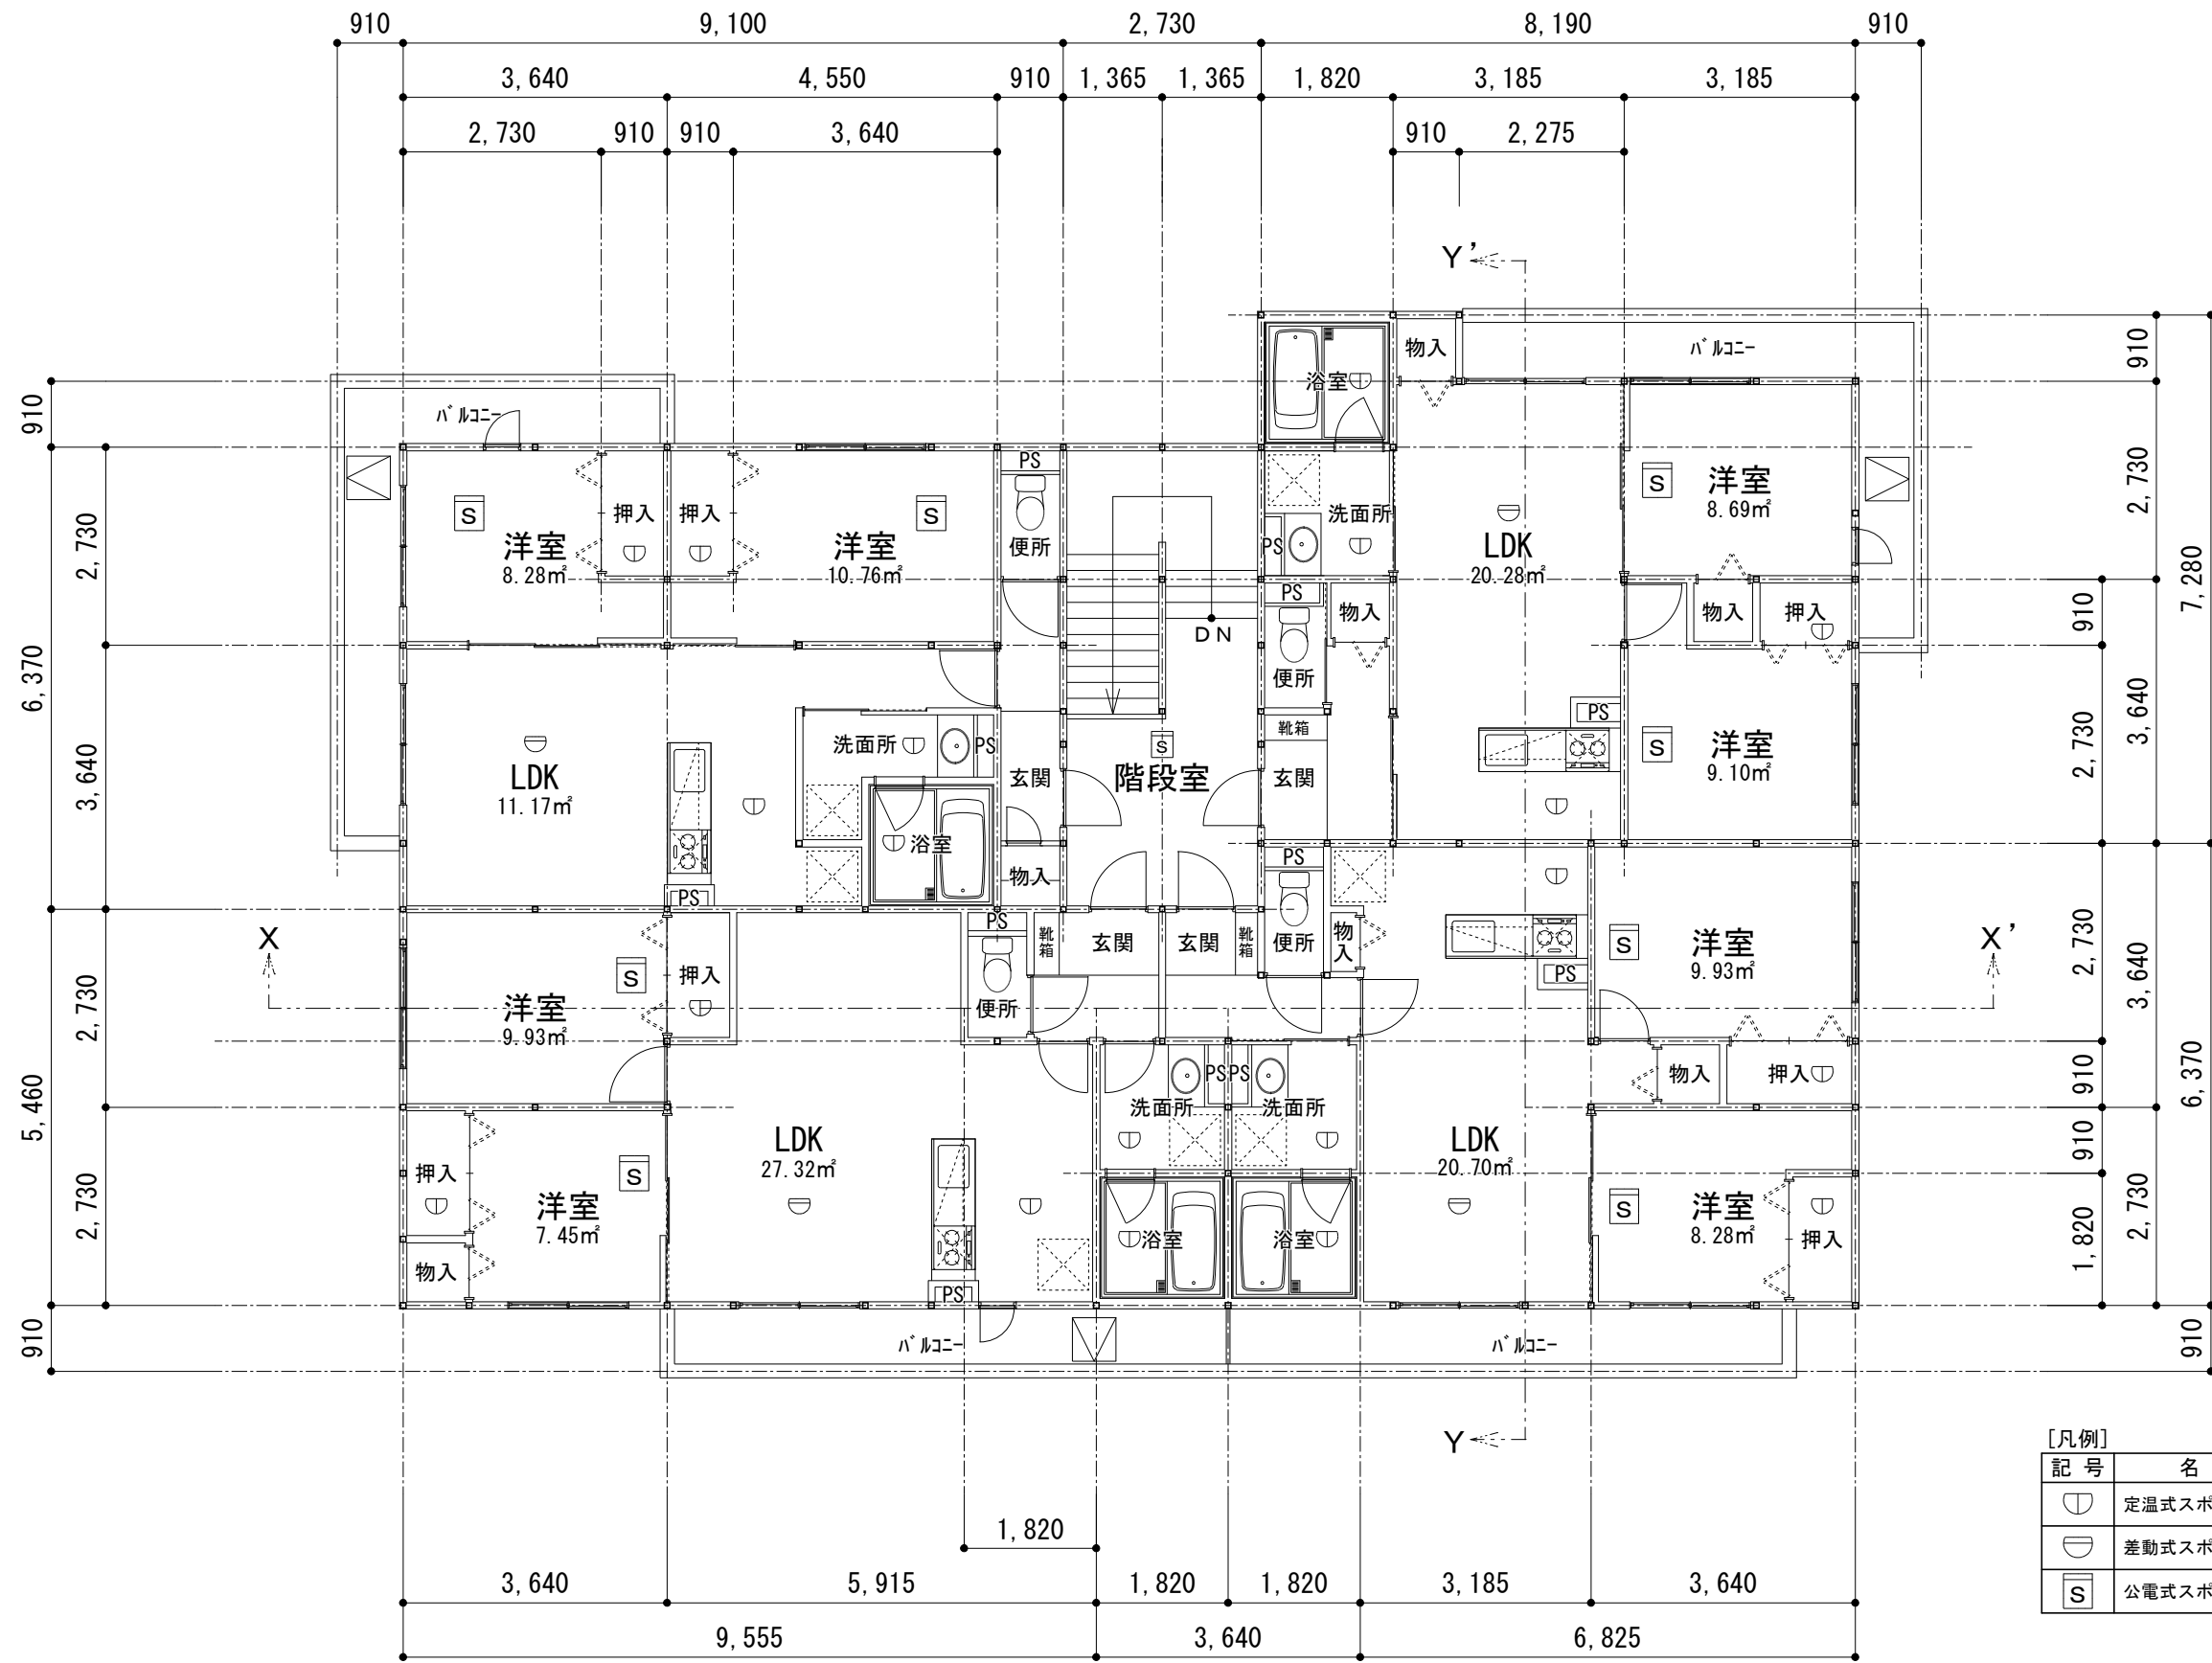 910 9,100 2,730 8,190 910
3,640 4,550 910 1,365 1,365 1,820 3,185 3,185
2,730 910 910 3,640 910 2,275
Y'
物入 バルコニー
浴室
バルコニー
PS
S 押入 押入 S
洋室
8.28㎡
洋室
10.76㎡
便所
洗面所
PS
LDK
20.28㎡
S
洋室
8.69㎡
PS
物入
便所
DN
物入 押入
LDK
11.17㎡
洗面所 PS
玄関
S
階段室
靴箱
玄関
PS
S
洋室
9.10㎡
浴室
物入
PS
PS
X
洋室
9.93㎡
S
押入
PS
便所
靴箱
玄関
玄関
靴箱
便所
物入
PS
S
洋室
9.93㎡
X'
物入 押入
押入
物入
洋室
7.45㎡
S
LDK
27.32㎡
PS
洗面所
PS
PS
洗面所
浴室
浴室
LDK
20.70㎡
S
洋室
8.28㎡
押入
バルコニー
バルコニー
Y
910
6,370
5,460
910
2,730
3,640
2,730
2,730
910
2,730
3,640
3,640
2,730
7,280
6,370
910
910
2,730
2,730
910
910
1,820
1,820
3,640 5,915 1,820 1,820 3,185 3,640
9,555 3,640 6,825
[凡例]
記号 名
定温式スポ
差動式スポ
S 公電式スポ